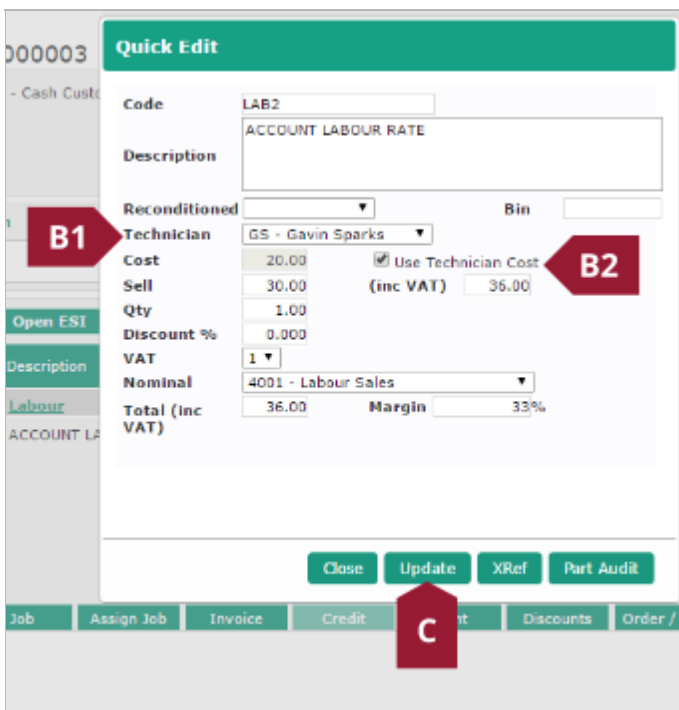 Quick Edit
000003
- Cash Custo
Code LAB2
Description ACCOUNT LABOUR RATE
Reconditioned Bin
B1 Technician GS - Gavin Sparks
Cost 20.00 Use Technician Cost B2
Sell 30.00 (inc VAT) 36.00
Qty 1.00
Open ESI
Discount % 0.000
Description
VAT 1
Nominal 4001 - Labour Sales
Labour
Total (inc VAT) 36.00 Margin 33%
ACCOUNT LA
Close Update XRef Part Audit
Job Assign Job Invoice Credit C Discounts Order /